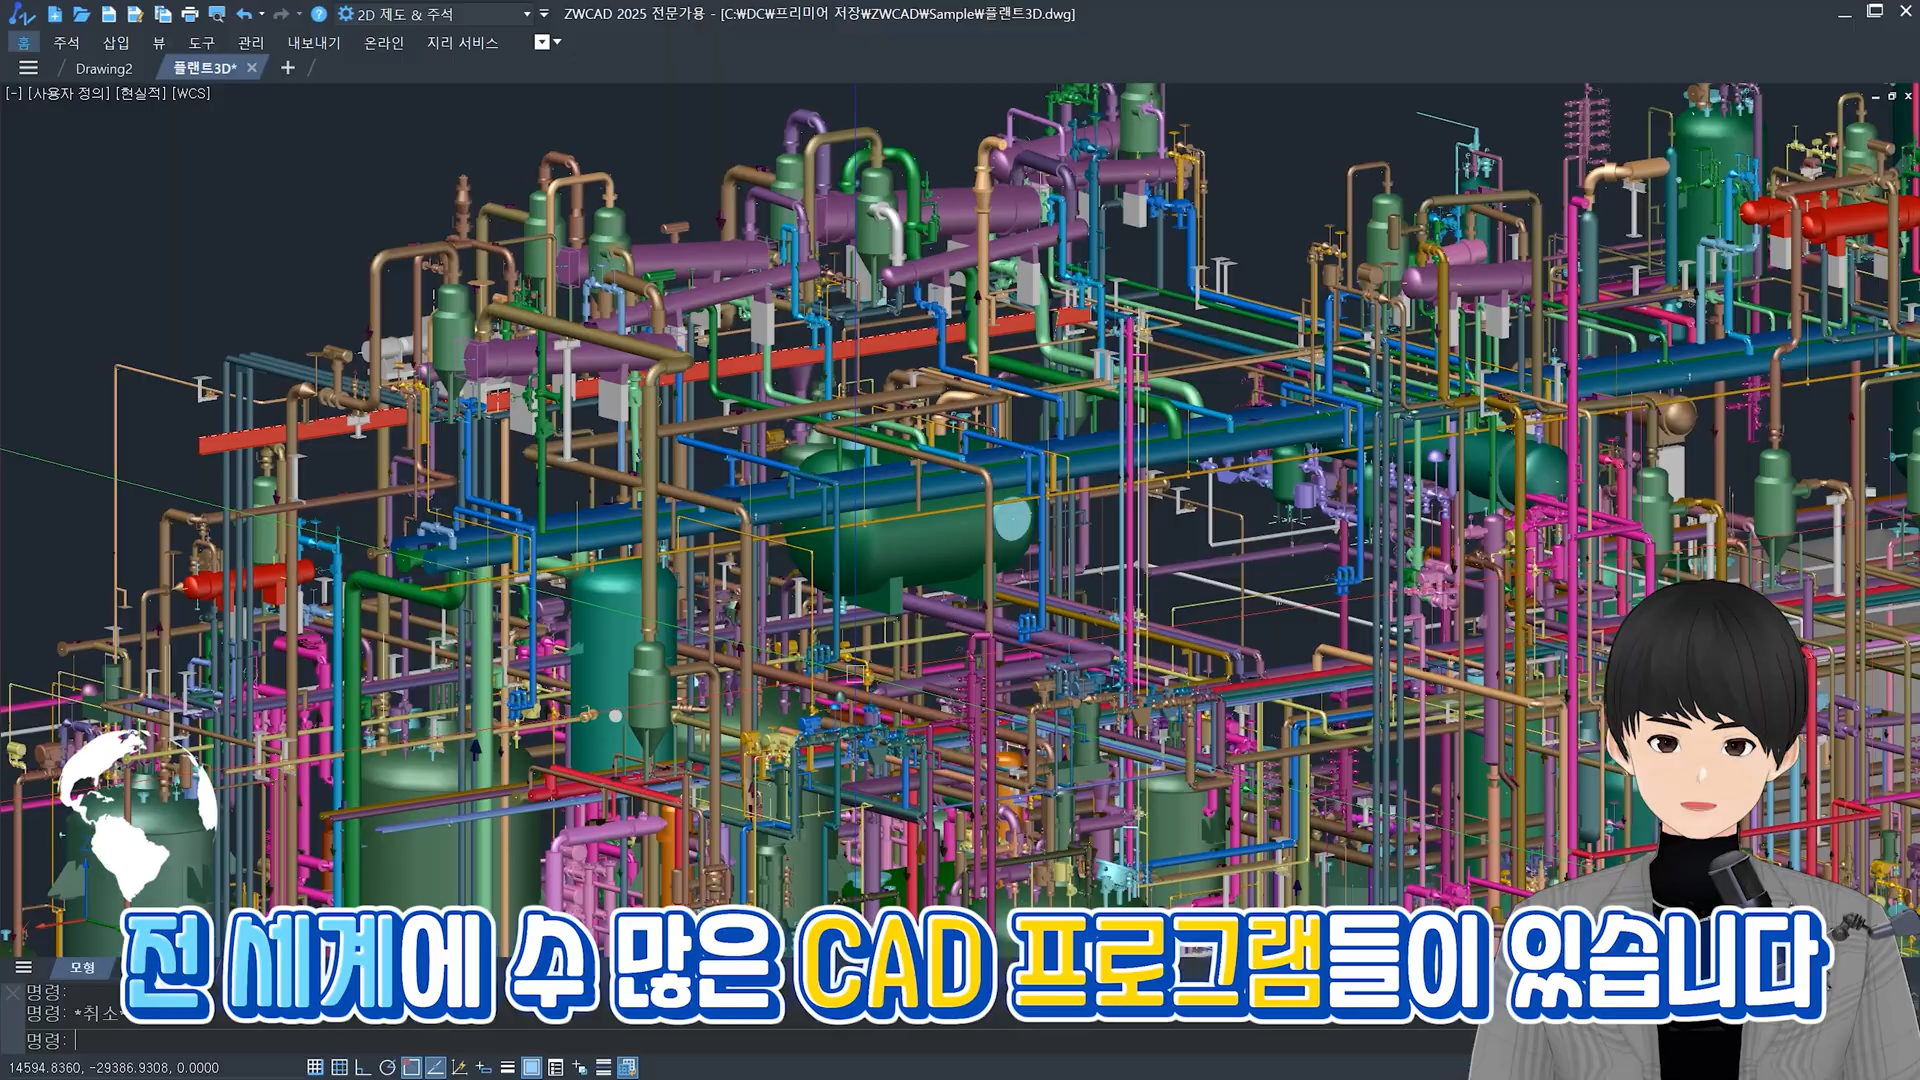 2D 제도 & 주석
ZWCAD 2025 전문가용 - [C:₩DC₩프리미어 저장₩ZWCAD₩Sample₩플랜트3D.dwg]
홈 주석 삽입 뷰 도구 관리 내보내기 온라인 지리 서비스
Drawing2 플랜트3D*
[-] [사용자 정의] [현실적] [WCS]
전 세계에 수 많은 CAD 프로그램들이 있습니다
모형
명령:
명령: *취소*
명령:
14594.8360, -29386.9308, 0.0000